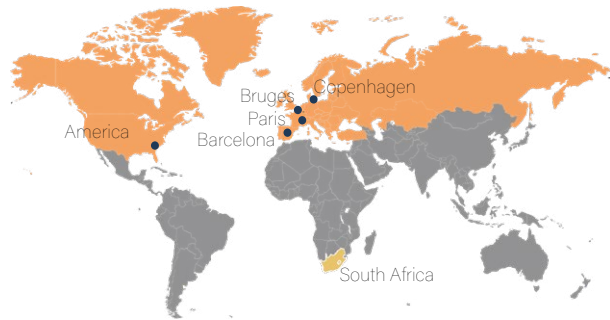 Copenhagen
Bruges
Paris
America
Barcelona
South Africa